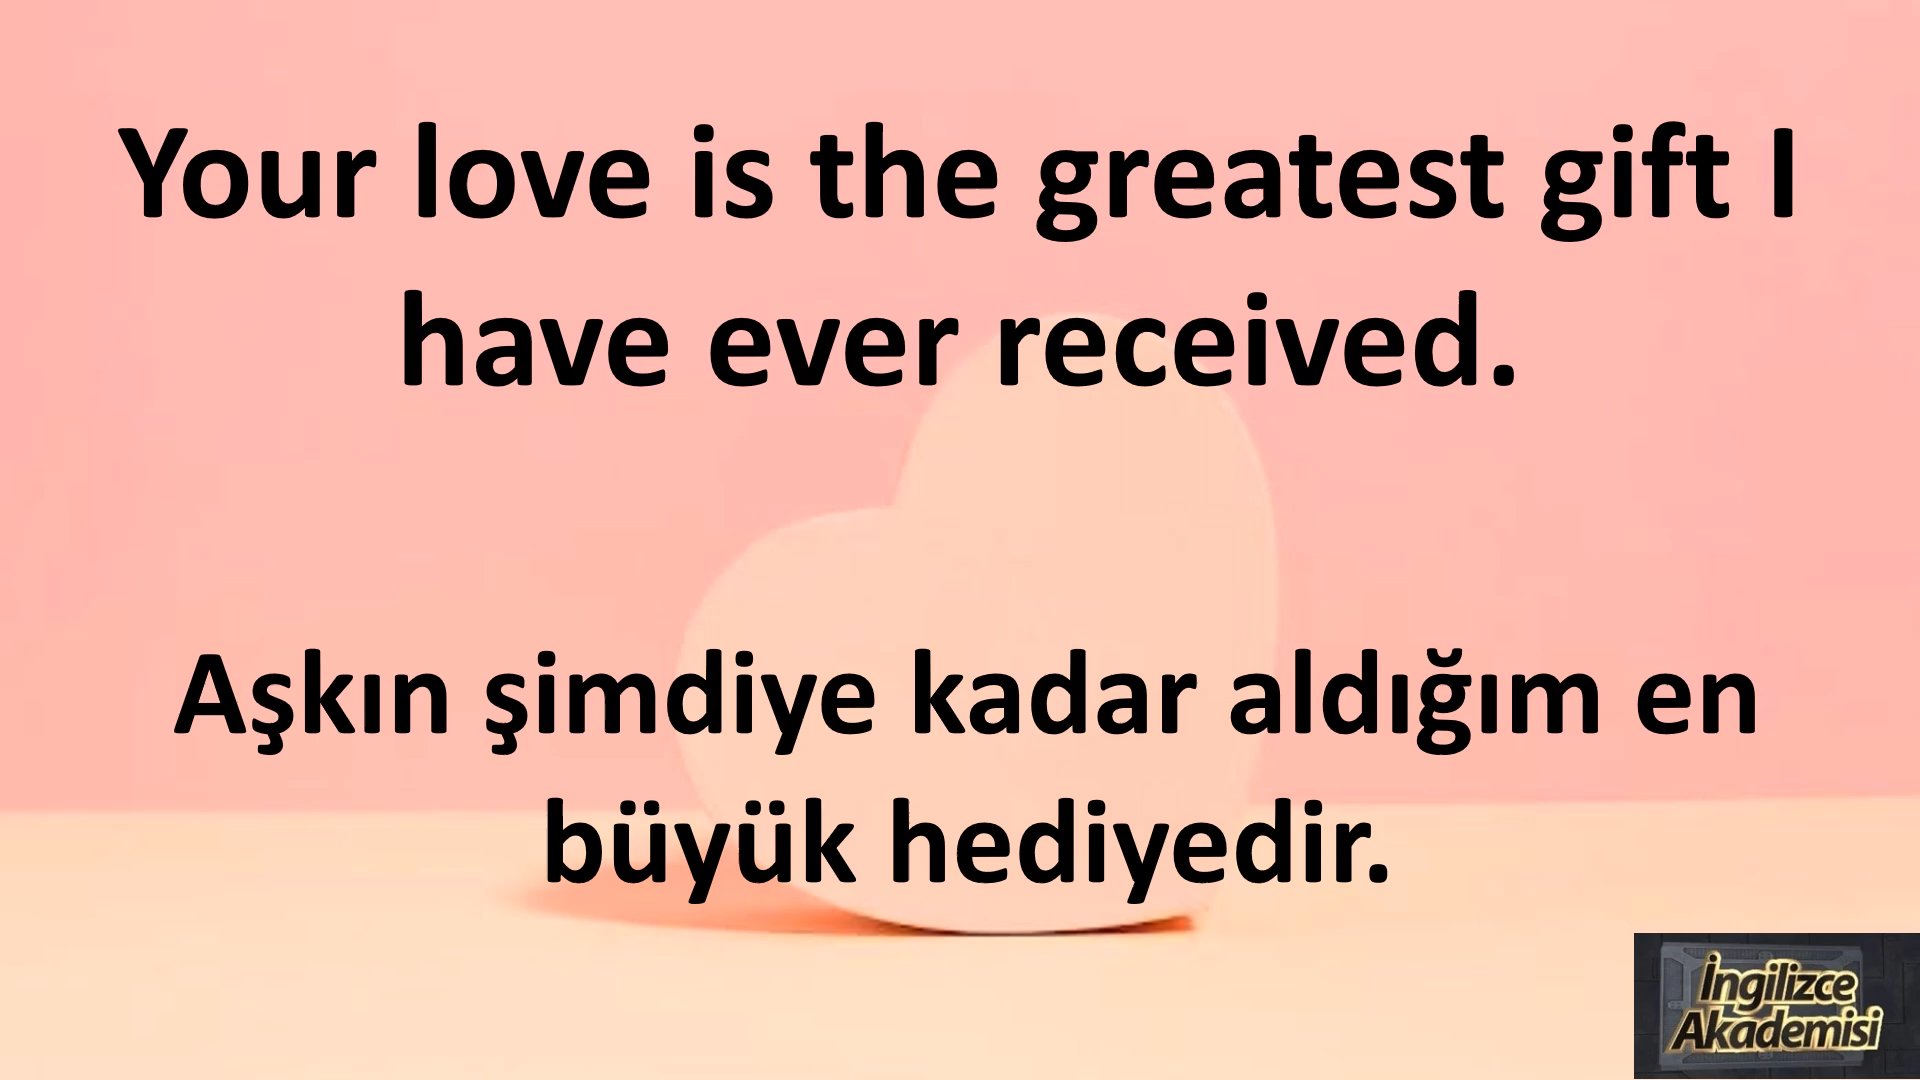 Your love is the greatest gift I
have ever received.
Aşkın şimdiye kadar aldığım en
büyük hediyedir.
İngilizce
Akademisi